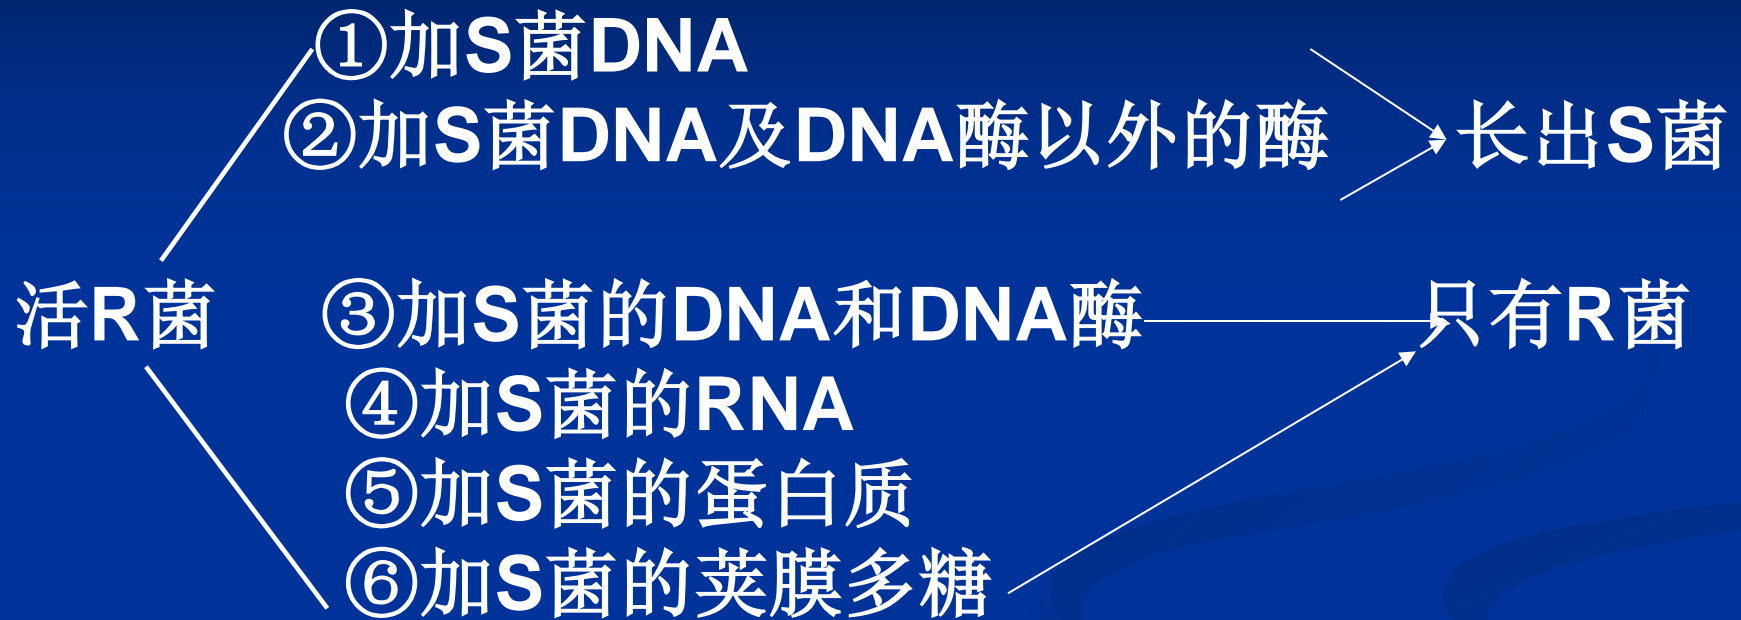 ①加S菌DNA
②加S菌DNA及DNA酶以外的酶 长出S菌
活R菌 ③加S菌的DNA和DNA酶 只有R菌
④加S菌的RNA
⑤加S菌的蛋白质
⑥加S菌的荚膜多糖